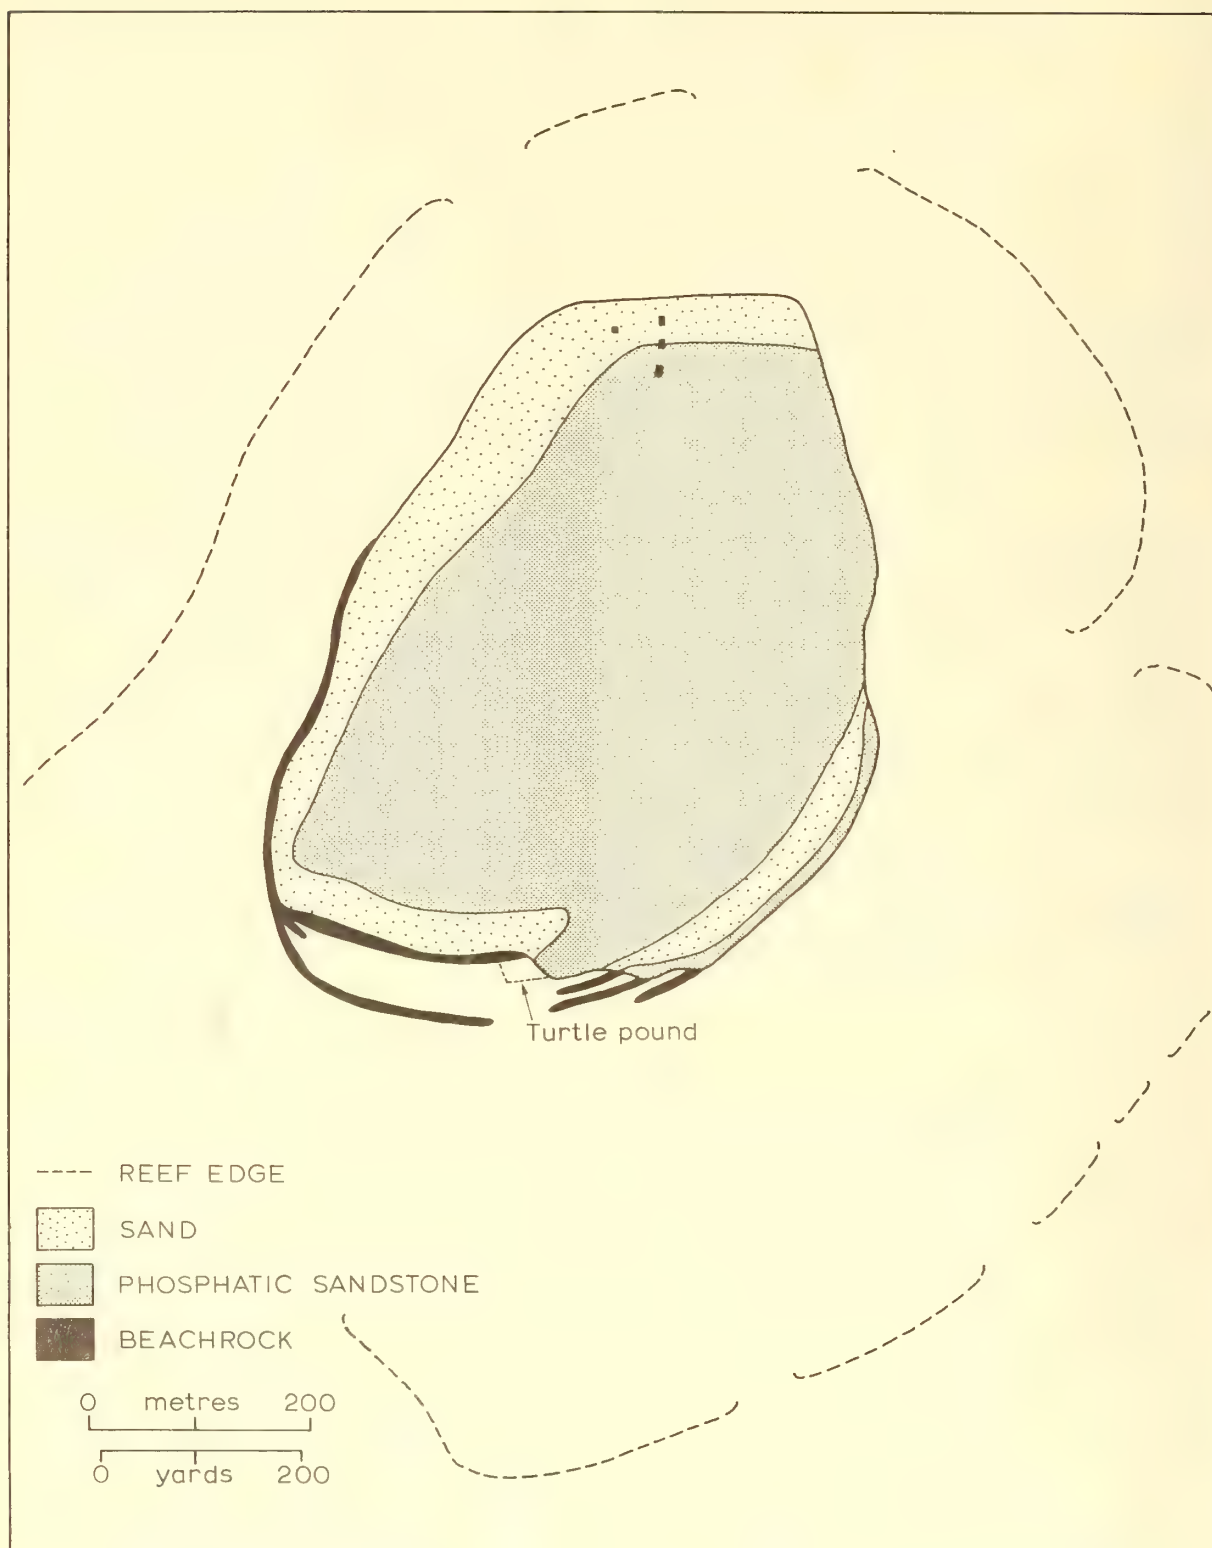 Turtle pound
REEF EDGE
SAND
PHOSPHATIC SANDSTONE
BEACHROCK
0 metres 200
0 yards 200